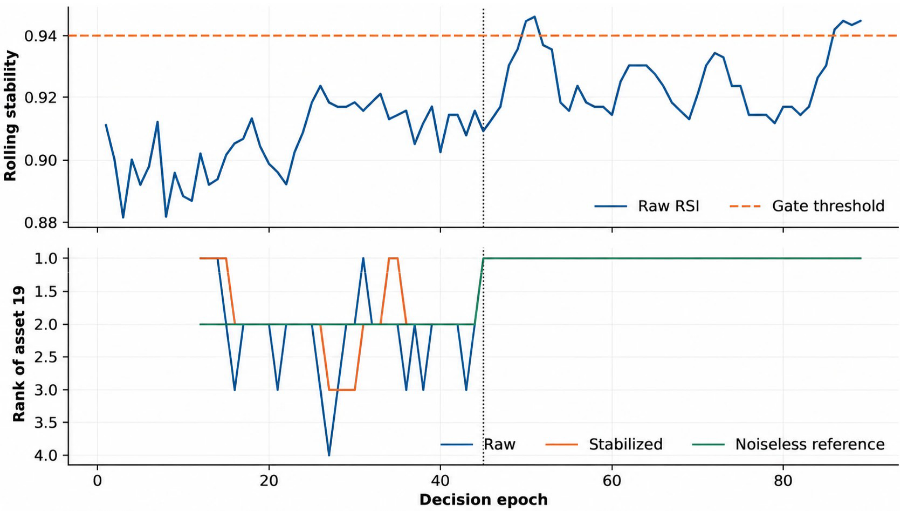 Rolling stability
0.94
0.92
0.90
0.88
Raw RSI
Gate threshold
Rank of asset 19
1.0
1.5
2.0
2.5
3.0
3.5
4.0
Raw
Stabilized
Noiseless reference
0
20
40
60
80
Decision epoch